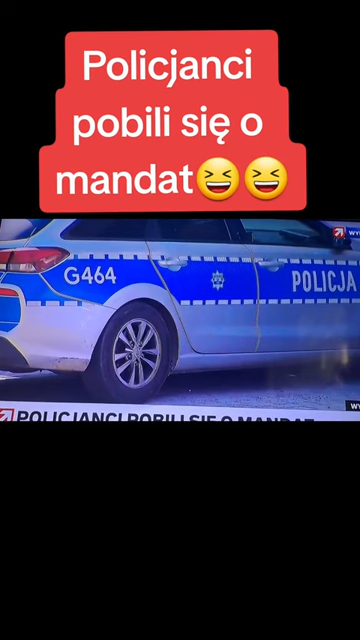 Policjanci
pobili się o
mandat😆😆
G464
POLICJA
POLICJANCI POBILI SIĘ O MANDAT